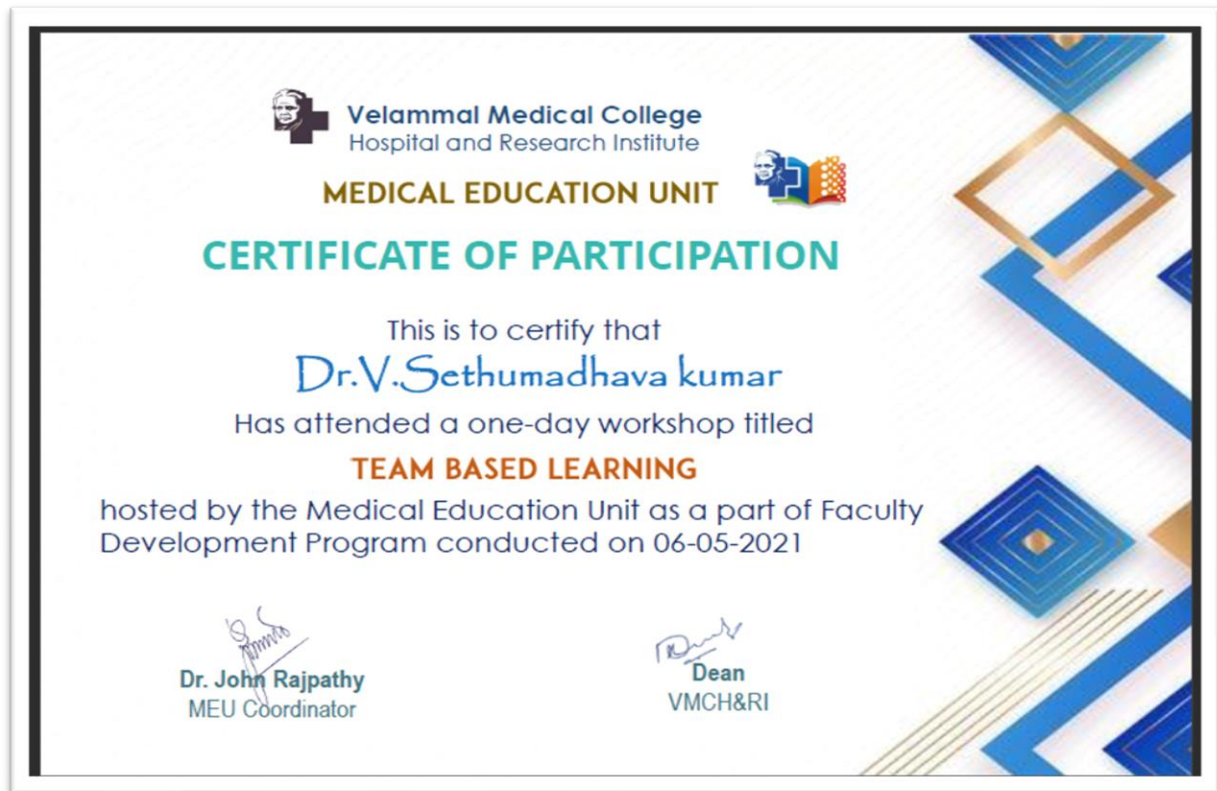 Velammal Medical College
Hospital and Research Institute
MEDICAL EDUCATION UNIT
CERTIFICATE OF PARTICIPATION
This is to certify that
Dr.V.Sethumadhava kumar
Has attended a one-day workshop titled
TEAM BASED LEARNING
hosted by the Medical Education Unit as a part of Faculty
Development Program conducted on 06-05-2021
Dr. John Rajpathy
MEU Coordinator
Dean
VMCH&RI